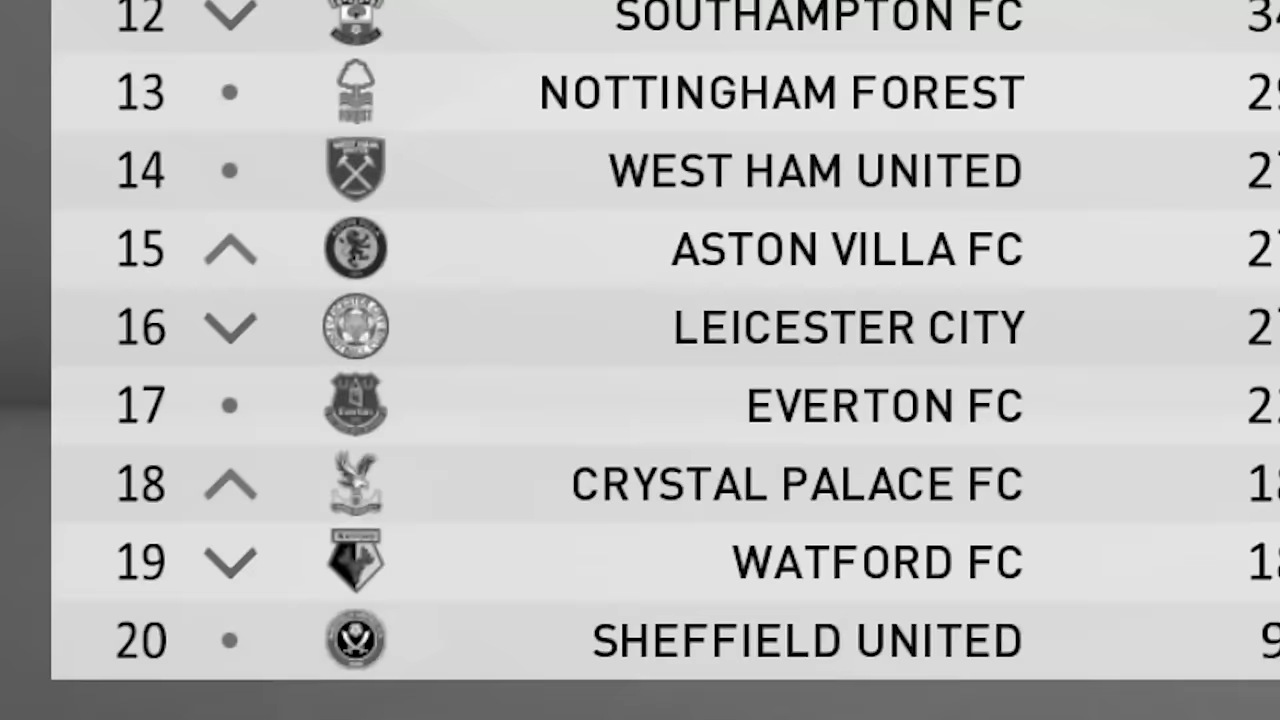 12 SOUTHAMPTON FC
13 NOTTINGHAM FOREST
14 WEST HAM UNITED
15 ASTON VILLA FC
16 LEICESTER CITY
17 EVERTON FC
18 CRYSTAL PALACE FC
19 WATFORD FC
20 SHEFFIELD UNITED 9